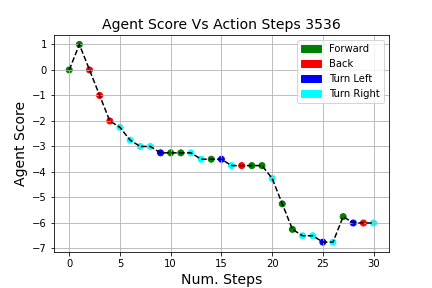 Agent Score Vs Action Steps 3536
Forward
Back
Turn Left
Turn Right
Agent Score
1
0
−1
−2
−3
−4
−5
−6
−7
0 5 10 15 20 25 30
Num. Steps